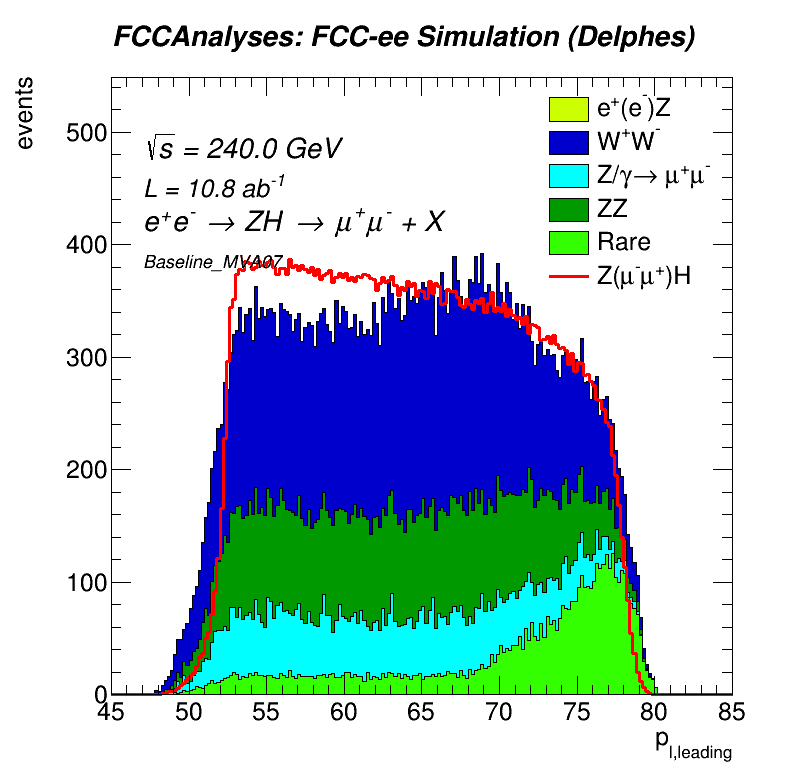 FCCAnalyses: FCC-ee Simulation (Delphes)
events
√s = 240.0 GeV
L = 10.8 ab⁻¹
e⁺e⁻ → ZH → μ⁺μ⁻ + X
Baseline_MVA07
e⁺(e⁻)Z
W⁺W⁻
Z/γ→ μ⁺μ⁻
ZZ
Rare
Z(μ⁻μ⁺)H
500
400
300
200
100
0
45 50 55 60 65 70 75 80 85
p_l,leading